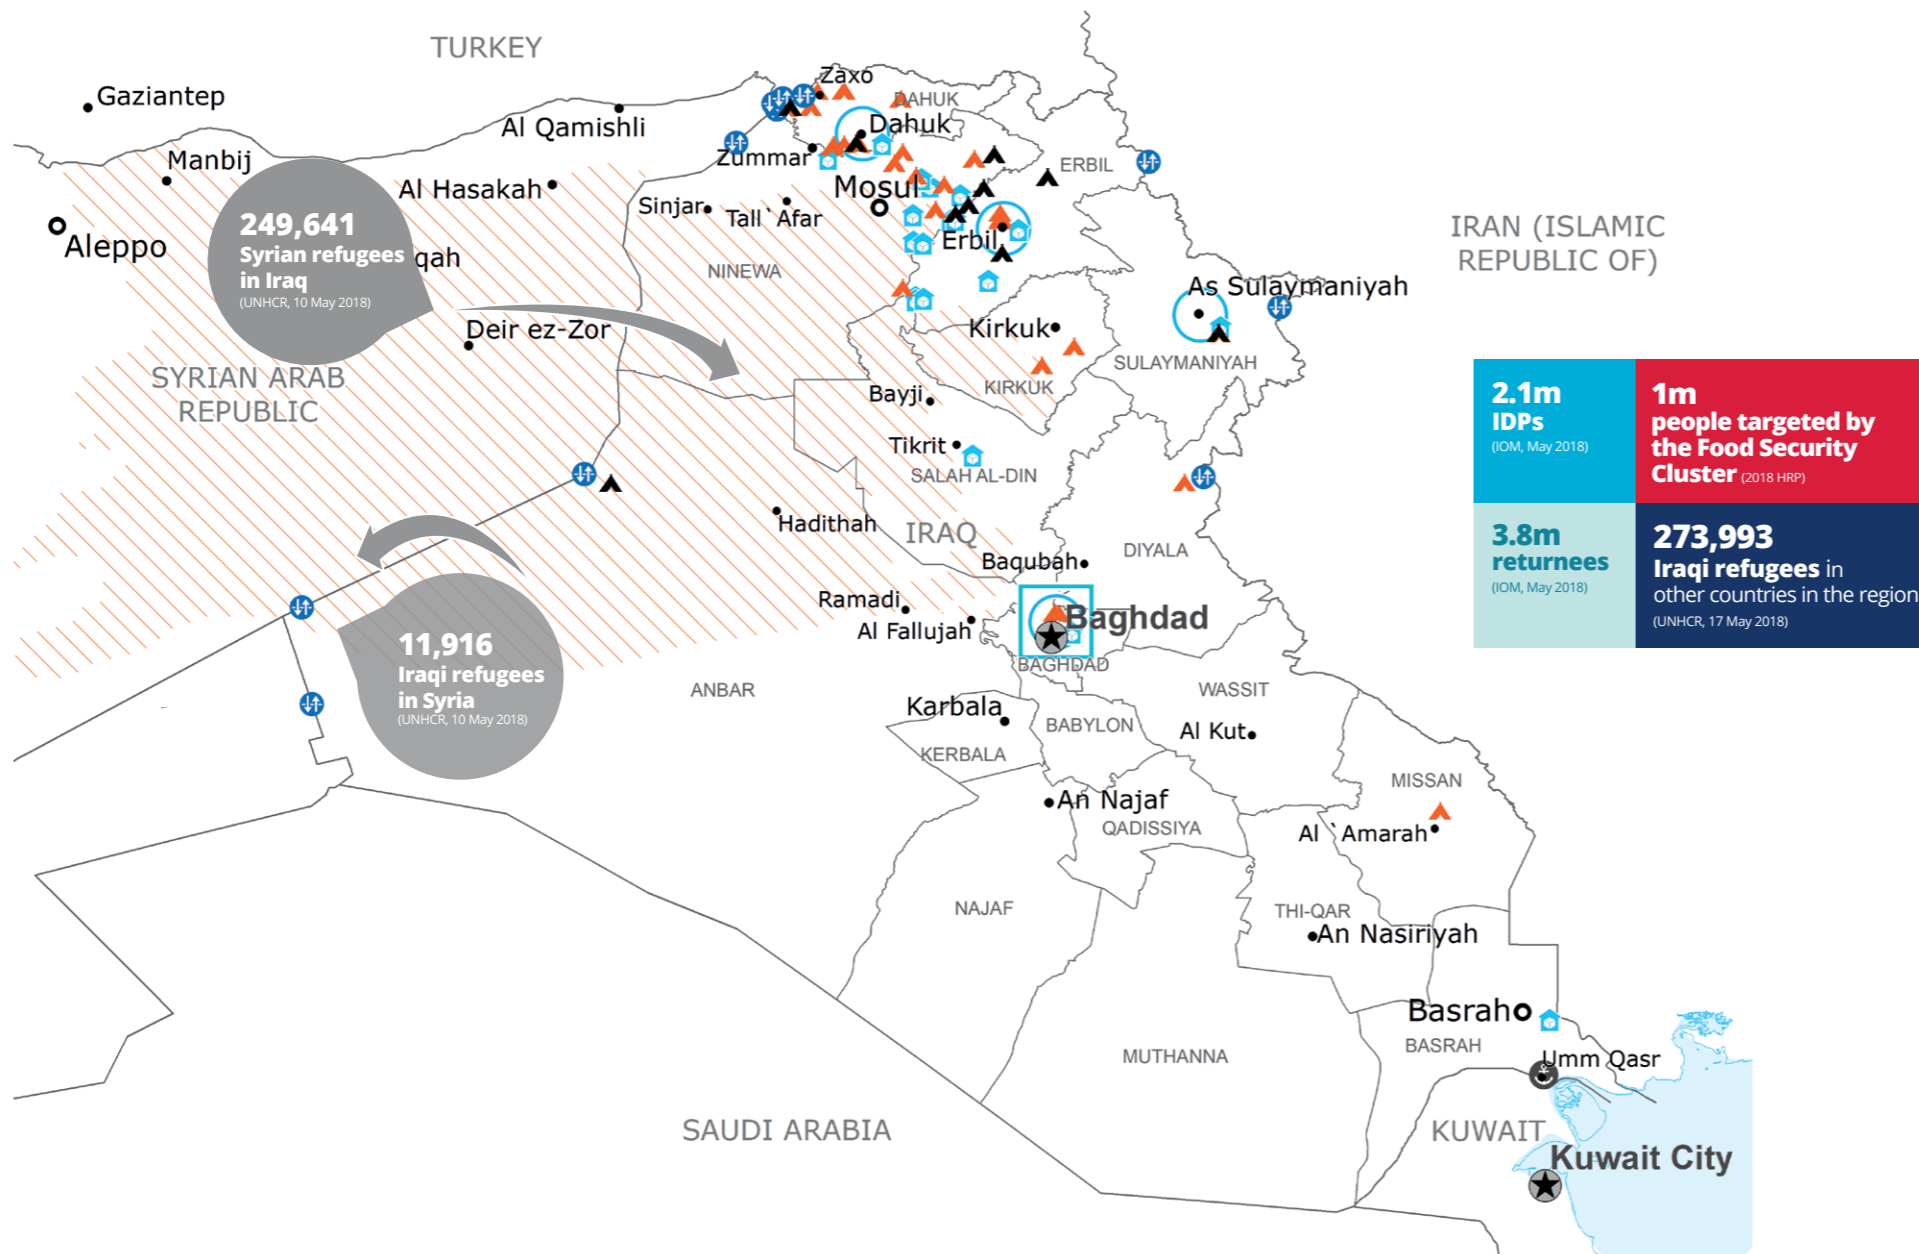 TURKEY
Gaziantep
Zaxo
DAHUK
Al Qamishli
Dahuk
Manbij
Zummar
ERBIL
Al Hasakah
Mosul
Sinjar
Tall`Afar
249,641
Syrian refugees
in Iraq
(UNHCR, 10 May 2018)
Aleppo
qah
Erbil
IRAN (ISLAMIC
REPUBLIC OF)
NINEWA
As Sulaymaniyah
Deir ez-Zor
Kirkuk
SULAYMANIYAH
SYRIAN ARAB
REPUBLIC
KIRKUK
Bayji
2.1m
IDPs
(IOM, May 2018)
1m
people targeted by
the Food Security
Cluster (2018 HRP)
Tikrit
SALAH AL-DIN
Hadithah
IRAQ
3.8m
returnees
(IOM, May 2018)
273,993
Iraqi refugees in
other countries in the region
(UNHCR, 17 May 2018)
Baqubah
DIYALA
Ramadi
Al Fallujah
Baghdad
BAGHDAD
11,916
Iraqi refugees
in Syria
(UNHCR, 10 May 2018)
ANBAR
WASSIT
Karbala
BABYLON
Al Kut
KERBALA
MISSAN
An Najaf
QADISSIYA
Al `Amarah
NAJAF
THI-QAR
An Nasiriyah
Basrah
BASRAH
MUTHANNA
Umm Qasr
SAUDI ARABIA
KUWAIT
Kuwait City